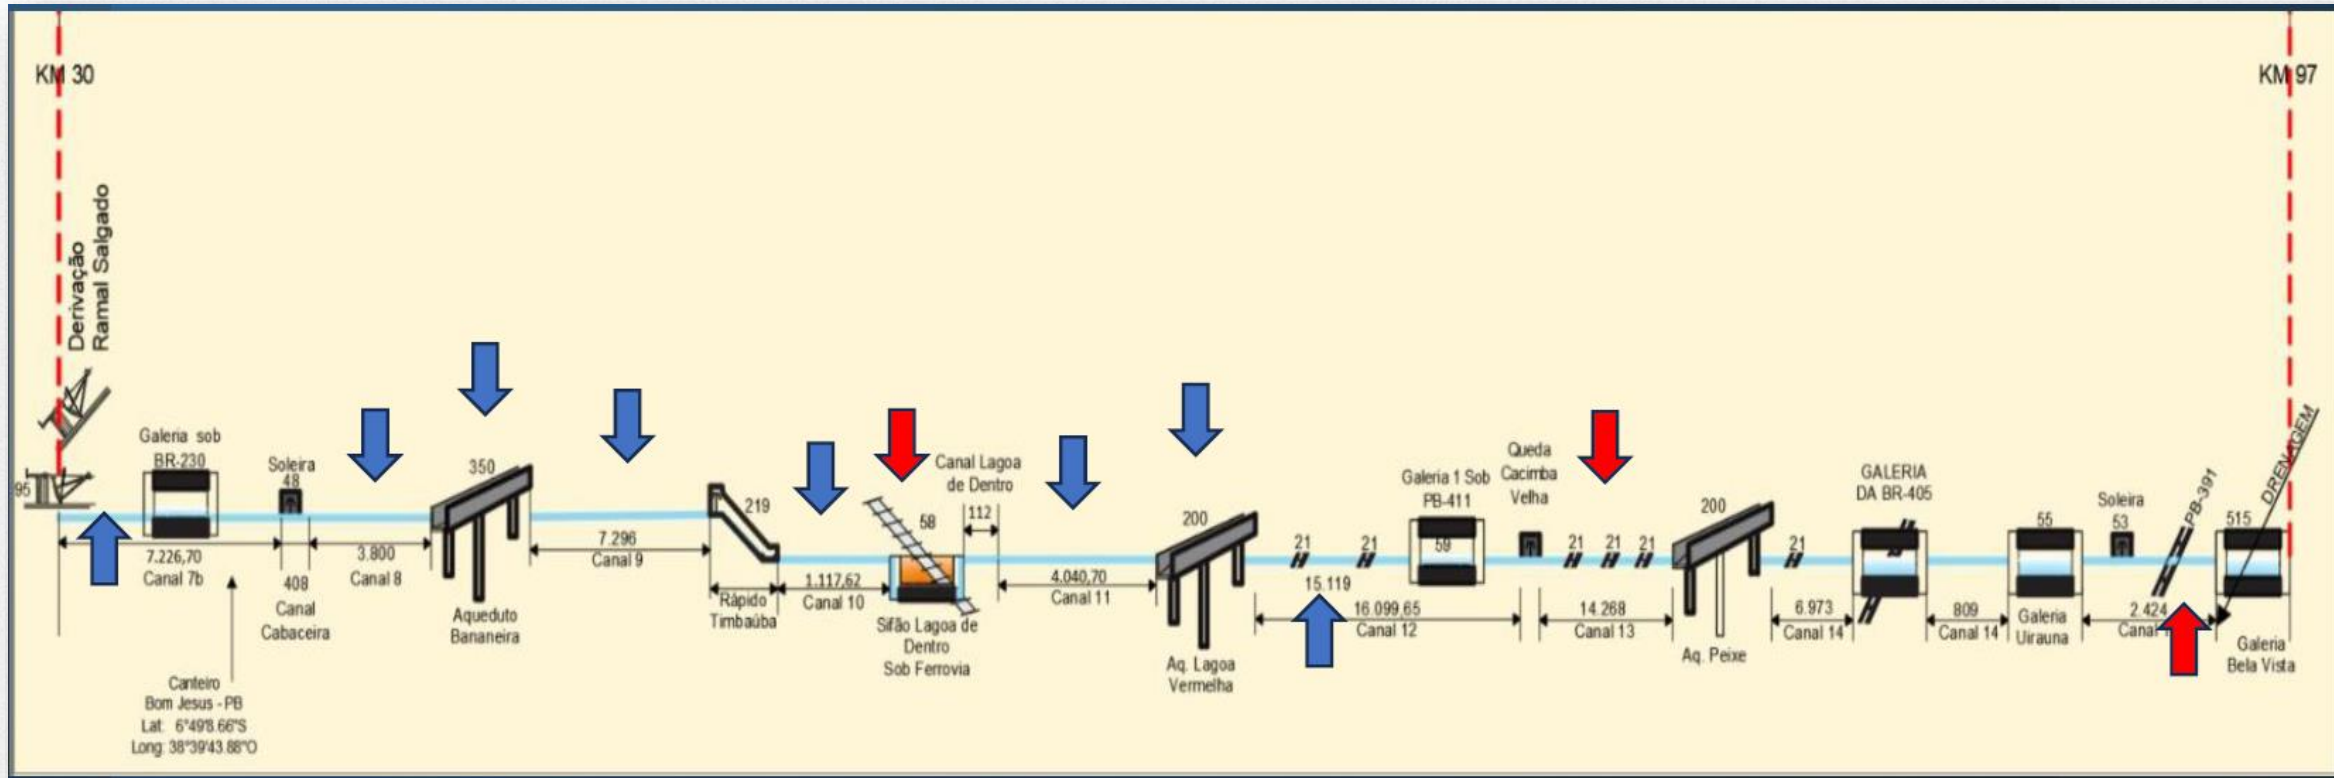 KM 30
KM 97
Derivação
Ramal Salgado
95
Galeria sob
BR-230
7.226,70
Canal 7b
Soleira
48
408
Canal
Cabaceira
Canteiro
Bom Jesus - PB
Lat: 6°49'8.66"S
Long: 38°39'43.88"O
3.800
Canal 8
350
Aqueduto
Bananeira
7.296
Canal 9
219
Rápido
Timbaúba
1.117,62
Canal 10
58
Sifão Lagoa de
Dentro
Sob Ferrovia
Canal Lagoa
de Dentro
112
4.040,70
Canal 11
200
Aq. Lagoa
Vermelha
21
21
15.119
16.099,65
Canal 12
Galeria 1 Sob
PB-411
59
Queda
Cacimba
Velha
21
21
21
14.268
Canal 13
200
Aq. Peixe
21
6.973
Canal 14
GALERIA
DA BR-405
809
Canal 14
55
Galeria
Uirauna
Soleira
53
2.424
Canal
PB-391
515
DRENAGEM
Galeria
Bela Vista